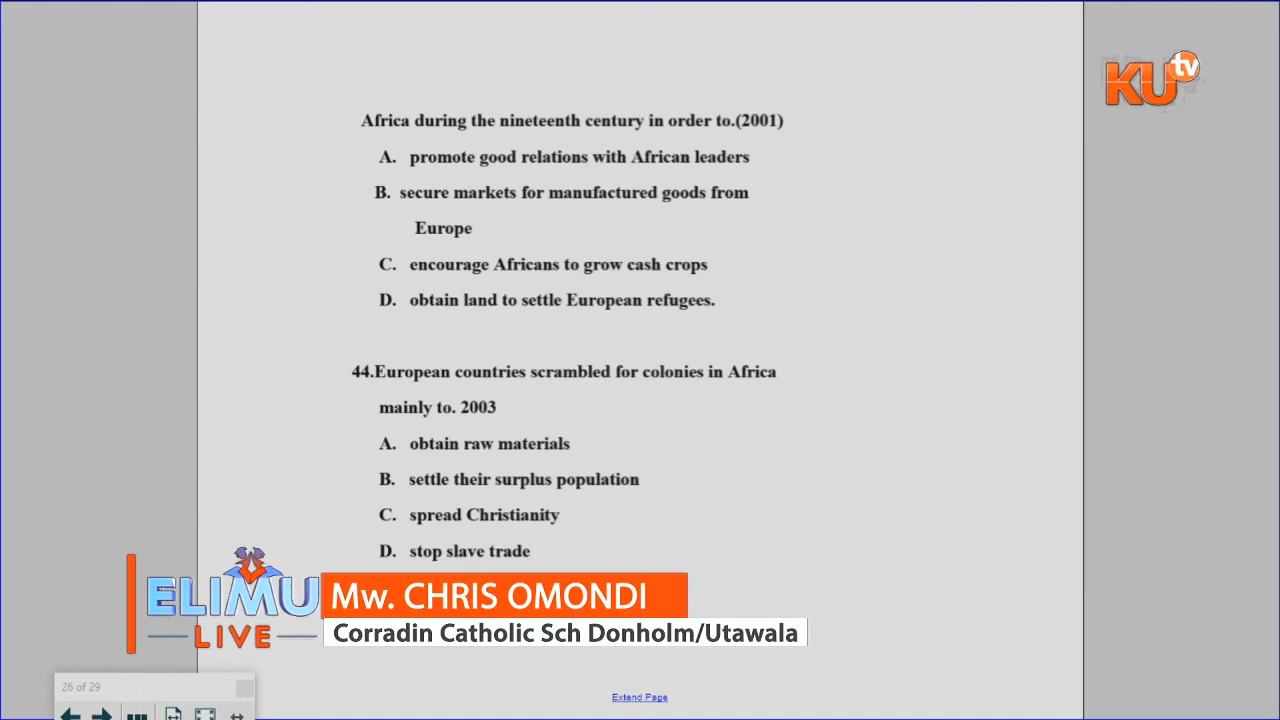 KU tv
Africa during the nineteenth century in order to.(2001)
A. promote good relations with African leaders
B. secure markets for manufactured goods from
Europe
C. encourage Africans to grow cash crops
D. obtain land to settle European refugees.
44.European countries scrambled for colonies in Africa
mainly to. 2003
A. obtain raw materials
B. settle their surplus population
C. spread Christianity
D. stop slave trade
ELIMU
LIVE
Mw. CHRIS OMONDI
Corradin Catholic Sch Donholm/Utawala
26 of 29
Extend Page